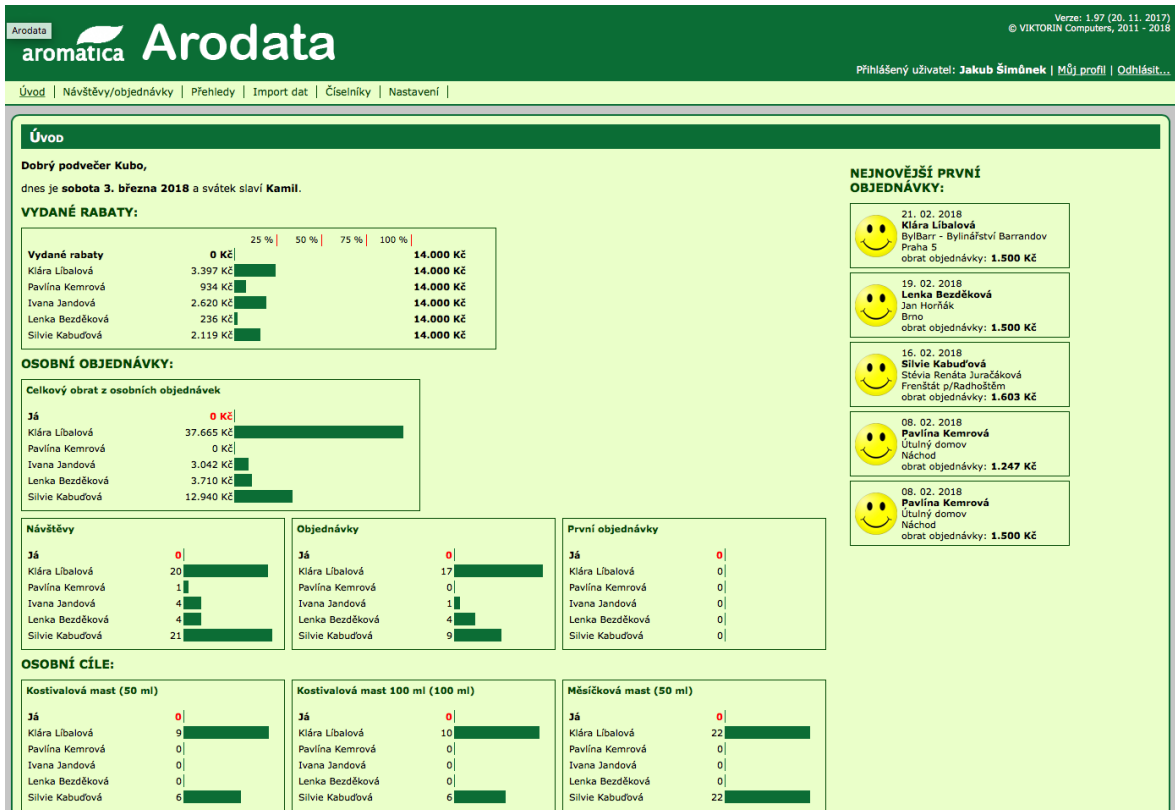 Arodata
aromatica Arodata
Verze: 1.97 (20. 11. 2017)
© VIKTORIN Computers, 2011 - 2018
Přihlášený uživatel: Jakub Šimůnek | Můj profil | Odhlásit...
Úvod | Návštěvy/objednávky | Přehledy | Import dat | Číselníky | Nastavení |
Úvod
Dobrý podvečer Kubo,
dnes je sobota 3. března 2018 a svátek slaví Kamil.
VYDANÉ RABATY:
25 % 50 % 75 % 100 %
Vydané rabaty 0 Kč 14.000 Kč
Klára Líbalová 3.397 Kč 14.000 Kč
Pavlína Kemrová 934 Kč 14.000 Kč
Ivana Jandová 2.620 Kč 14.000 Kč
Lenka Bezděková 236 Kč 14.000 Kč
Silvie Kabuďová 2.119 Kč 14.000 Kč
OSOBNÍ OBJEDNÁVKY:
Celkový obrat z osobních objednávek
Já 0 Kč
Klára Líbalová 37.665 Kč
Pavlína Kemrová 0 Kč
Ivana Jandová 3.042 Kč
Lenka Bezděková 3.710 Kč
Silvie Kabuďová 12.940 Kč
Návštěvy
Já 0
Klára Líbalová 20
Pavlína Kemrová 1
Ivana Jandová 4
Lenka Bezděková 4
Silvie Kabuďová 21
Objednávky
Já 0
Klára Líbalová 17
Pavlína Kemrová 0
Ivana Jandová 1
Lenka Bezděková 4
Silvie Kabuďová 9
První objednávky
Já 0
Klára Líbalová 0
Pavlína Kemrová 0
Ivana Jandová 0
Lenka Bezděková 0
Silvie Kabuďová 0
OSOBNÍ CÍLE:
Kostivalová mast (50 ml)
Já 0
Klára Líbalová 9
Pavlína Kemrová 0
Ivana Jandová 0
Lenka Bezděková 0
Silvie Kabuďová 6
Kostivalová mast 100 ml (100 ml)
Já 0
Klára Líbalová 10
Pavlína Kemrová 0
Ivana Jandová 0
Lenka Bezděková 0
Silvie Kabuďová 6
Měsíčková mast (50 ml)
Já 0
Klára Líbalová 22
Pavlína Kemrová 0
Ivana Jandová 0
Lenka Bezděková 0
Silvie Kabuďová 22
NEJNOVĚJŠÍ PRVNÍ
OBJEDNÁVKY:
21. 02. 2018
Klára Líbalová
BylBarr - Bylinářství Barrandov
Praha 5
obrat objednávky: 1.500 Kč
19. 02. 2018
Lenka Bezděková
Jan Horňák
Brno
obrat objednávky: 1.500 Kč
16. 02. 2018
Silvie Kabuďová
Stévia Renáta Juračáková
Frenštát p/Radhoštěm
obrat objednávky: 1.603 Kč
08. 02. 2018
Pavlína Kemrová
Útulný domov
Náchod
obrat objednávky: 1.247 Kč
08. 02. 2018
Pavlína Kemrová
Útulný domov
Náchod
obrat objednávky: 1.500 Kč